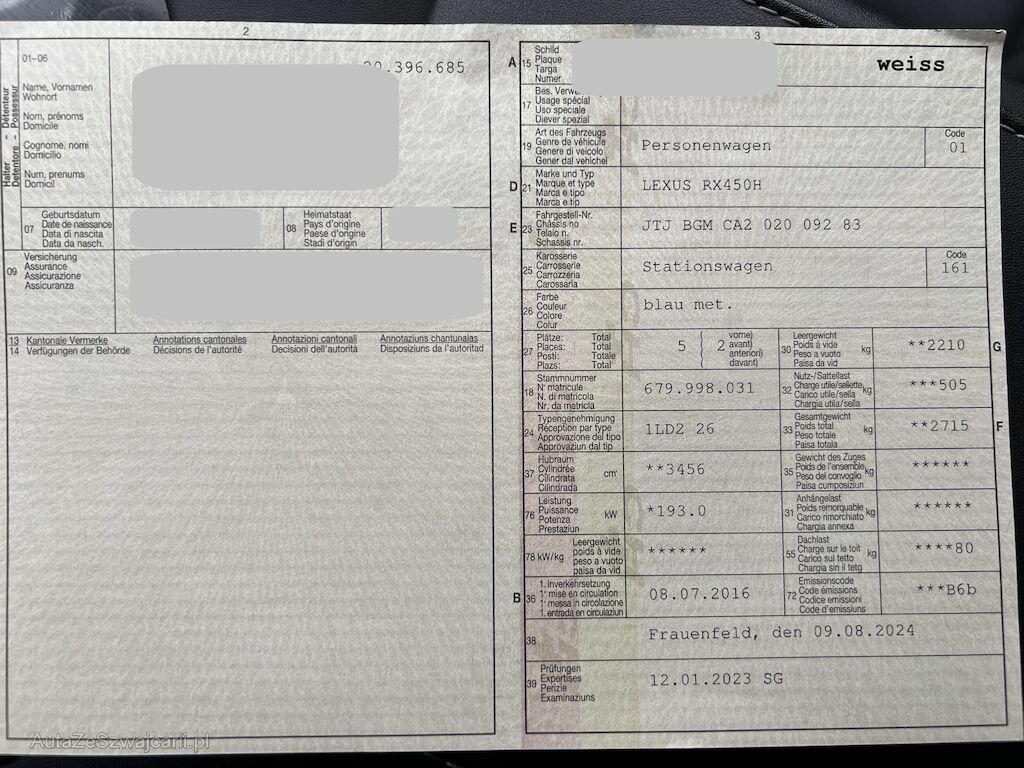 2
01-06
396.685
Halter - Détenteur
Detentore - Possessur
Name, Vornamen
Wohnort
Nom, prénoms
Domicile
Cognome, nomi
Domicilio
Num, prenums
Domicil
07
Geburtsdatum
Date de naissance
Data di nascita
Data da nasch.
08
Heimatstaat
Pays d'origine
Paese d'origine
Stadi d'origin
09
Versicherung
Assurance
Assicurazione
Assicuranza
13 Kantonale Vermerke Annotations cantonales Annotazioni cantonali Annotaziuns chantunalas
14 Verfügungen der Behörde Décisions de l'autorité Decisioni dell'autorità Disposiziuns da l'autoritad
3
A 15
Schild
Plaque
Targa
Numer
weiss
17
Bes.
Usage spécial
Uso speciale
Diever spezial
19
Art des Fahrzeugs
Genre de véhicule
Genere di veicolo
Gener dal vehichel
Personenwagen
Code
01
D 21
Marke und Typ
Marque et type
Marca e tipo
Marca e tip
LEXUS RX450H
E 23
Fahrgestell-Nr.
Châssis no
Telaio n.
Schassis nr.
JTJ BGM CA2 020 092 83
25
Karosserie
Carrosserie
Carrozzeria
Carossaria
Stationswagen
Code
161
26
Farbe
Couleur
Colore
Colur
blau met.
27
Plätze: Total
Places: Total
Posti: Totale
Plazs: Total
5 ( 2 vorne)
avant)
anteriori)
davant)
30
Leergewicht
Poids à vide
Peso a vuoto
Paisa da vid
kg
**2210
G
18
Stammnummer
N° matricule
N. di matricola
Nr. da matricla
679.998.031
32
Nutz-/Sattellast
Charge utile/sellette
Carico utile/sella
Chargia utila/sella
kg
***505
24
Typengenehmigung
Réception par type
Approvazione del tipo
Approvaziun dal tip
1LD2 26
33
Gesamtgewicht
Poids total
Peso totale
Paisa totala
kg
**2715
F
37
Hubraum
Cylindrée
Cilindrata
Cilindrada
cm³
**3456
35
Gewicht des Zuges
Poids de l'ensemble
Peso del convoglio
Paisa cumposiziun
kg
******
76
Leistung
Puissance
Potenza
Prestaziun
kW
*193.0
31
Anhängelast
Poids remorquable
Carico rimorchiato
Chargia annexa
kg
******
78 kW/kg
Leergewicht
poids à vide
peso a vuoto
paisa da vid
******
55
Dachlast
Charge sur le toit
Carico sul tetto
Chargia sin il tetg
kg
****80
B 36
1. Inverkehrsetzung
1ᵉ mise en circulation
1ᵃ messa in circolazione
1. entrada en circulaziun
08.07.2016
72
Emissionscode
Code émissions
Codice emissioni
Code d'emissiuns
***B6b
38
Frauenfeld, den 09.08.2024
39
Prüfungen
Expertises
Perizie
Examinaziuns
12.01.2023 SG
AutaZeSzwajcarii.pl